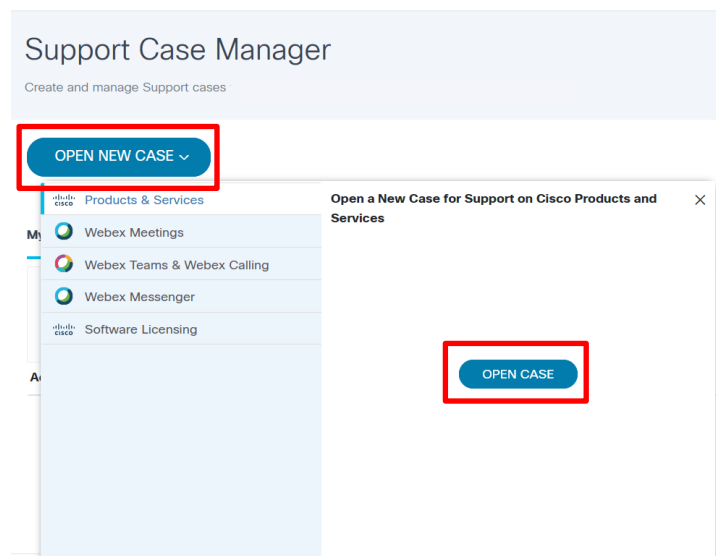 Support Case Manager
Create and manage Support cases
OPEN NEW CASE
Products & Services
Open a New Case for Support on Cisco Products and
Services
My
Webex Meetings
Webex Teams & Webex Calling
Webex Messenger
Software Licensing
OPEN CASE